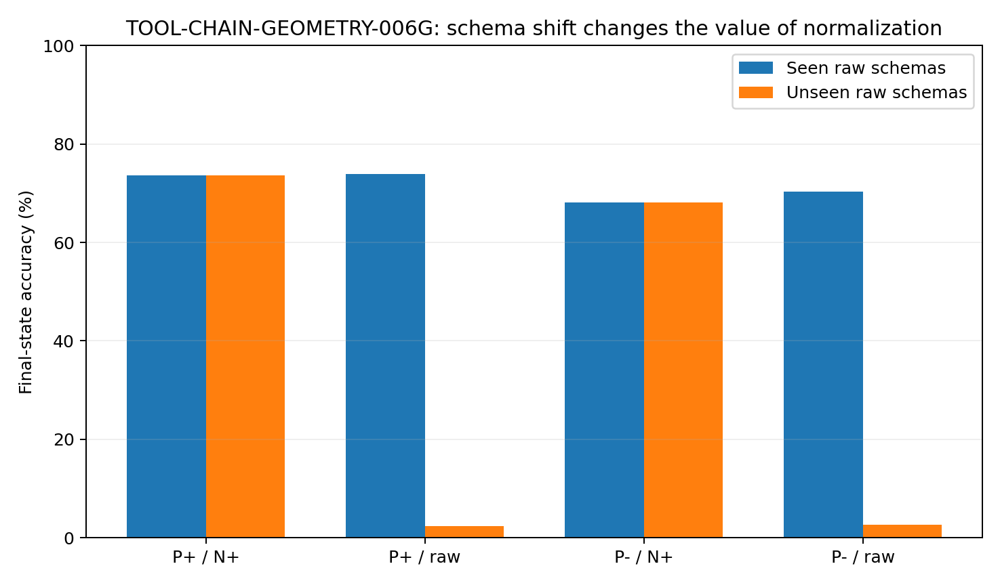 TOOL-CHAIN-GEOMETRY-006G: schema shift changes the value of normalization
Seen raw schemas
Unseen raw schemas
Final-state accuracy (%)
100
80
60
40
20
0
P+ / N+
P+ / raw
P- / N+
P- / raw